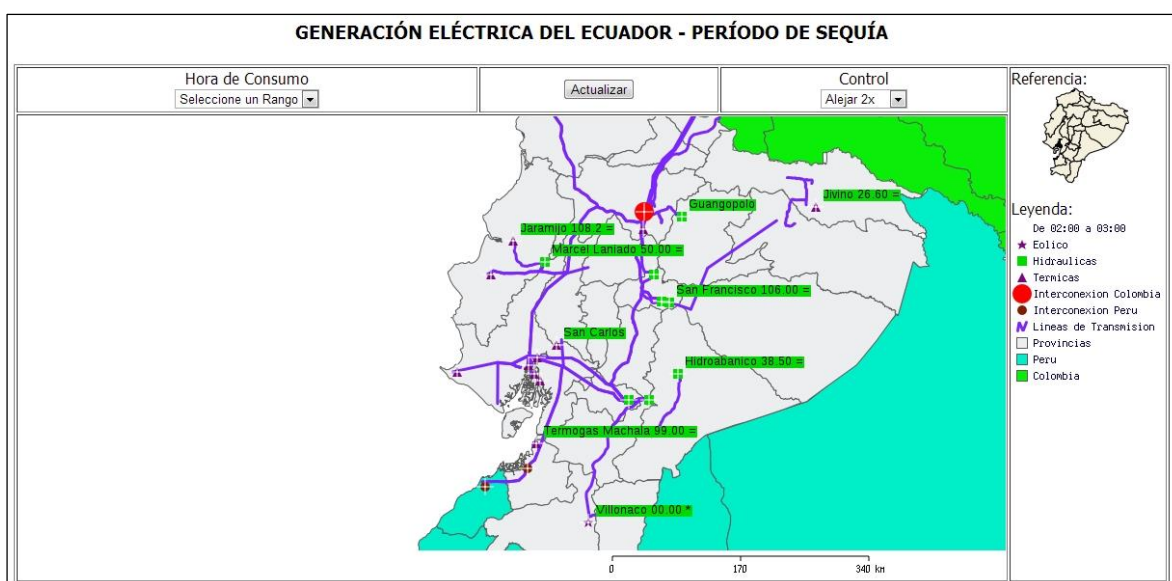 GENERACIÓN ELÉCTRICA DEL ECUADOR - PERÍODO DE SEQUÍA
Hora de Consumo
Seleccione un Rango
Actualizar
Control
Alejar 2x
Referencia:
Jivino 26.60 =
Guangopolo
Jaramijo 108.2 =
Marcel Laniado 50.00 =
San Francisco 106.00 =
San Carlos
Hidroabanico 38.50 =
Termogas Machala 99.00 =
Villonaco 00.00 *
0 170 340 km
Leyenda:
De 02:00 a 03:00
Eolico
Hidraulicas
Termicas
Interconexion Colombia
Interconexion Peru
Lineas de Transmision
Provincias
Peru
Colombia